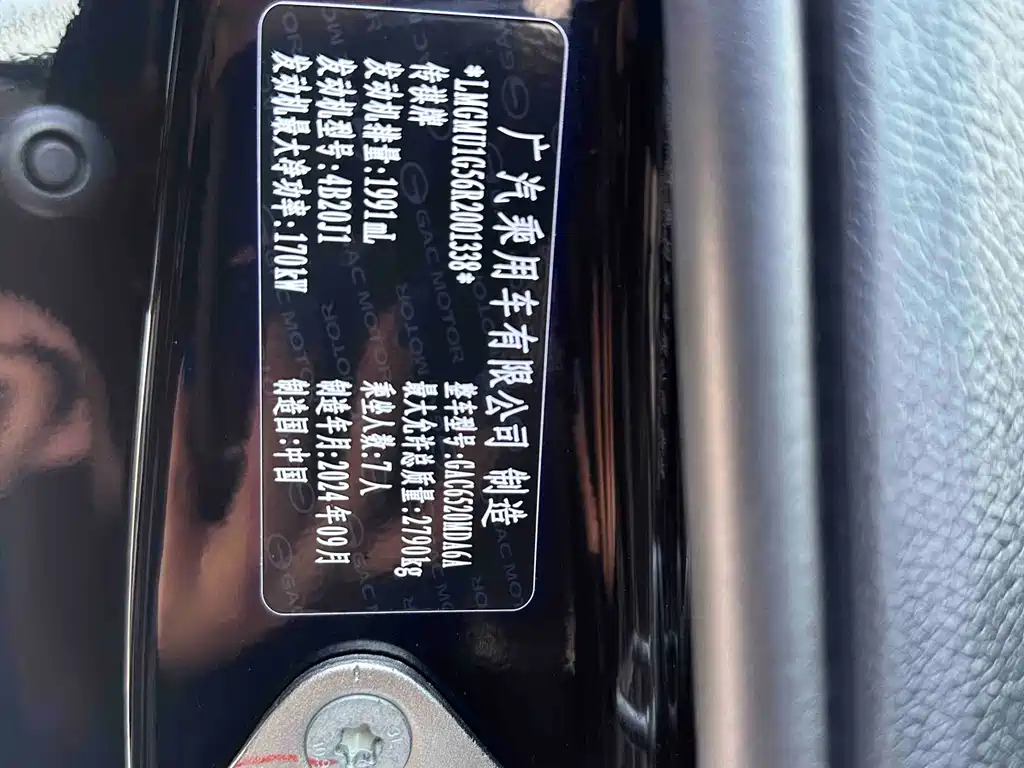 广汽乘用车有限公司 制造
*LMGMU1G56R2001338*
传祺牌
发动机排量:1991mL
发动机型号:4B20J1
发动机最大净功率:170kW
整车型号:GAC6520MDA6A
最大允许总质量:2790kg
乘坐人数:7人
制造年月:2024年09月
制造国:中国
GAC MOTOR